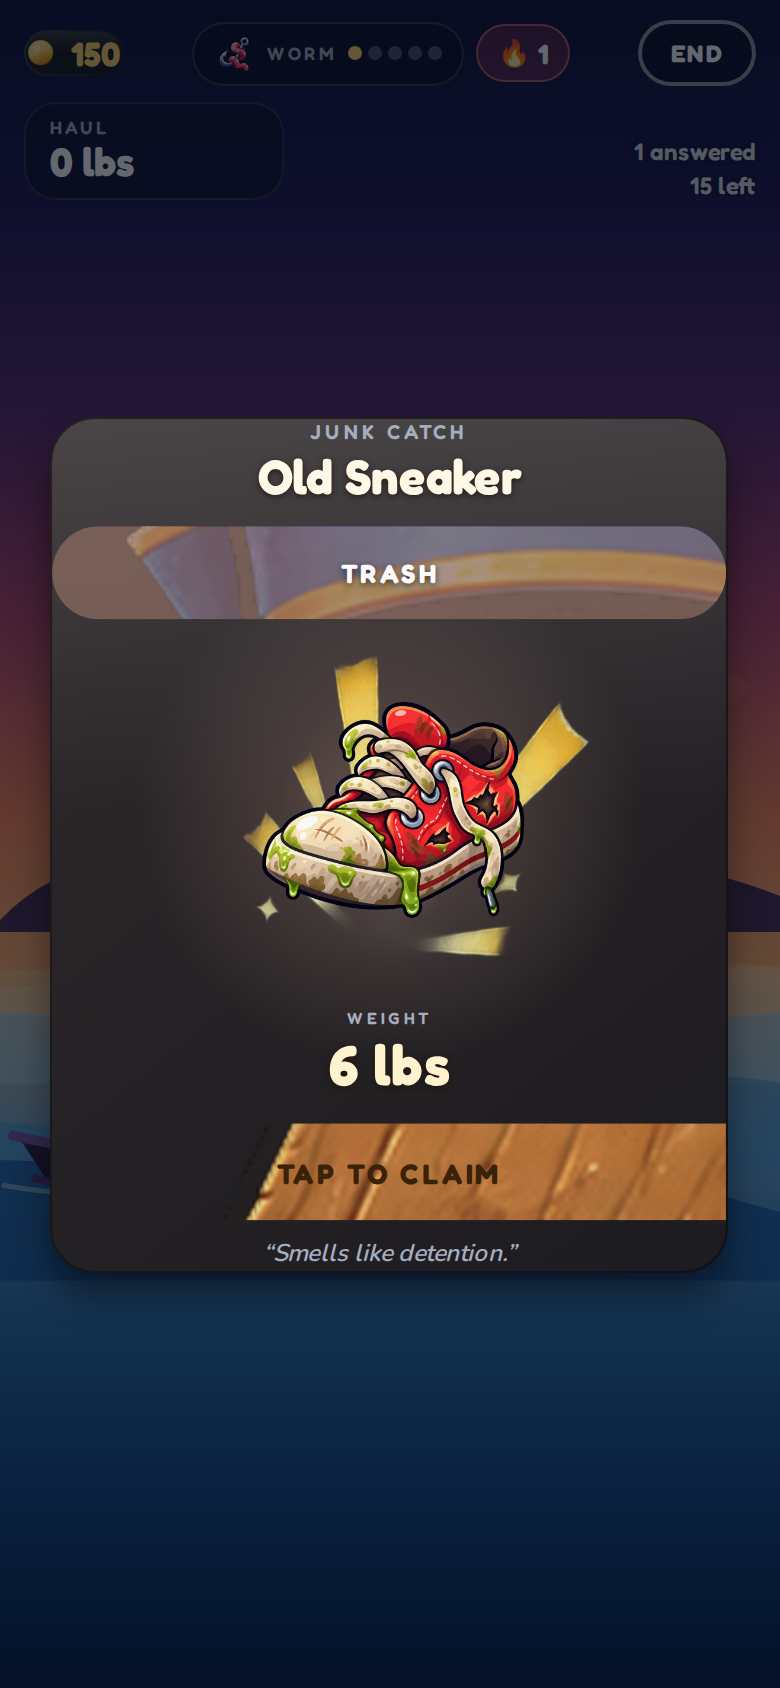 150
WORM
1
END
HAUL
0 lbs
1 answered
15 left
JUNK CATCH
Old Sneaker
TRASH
WEIGHT
6 lbs
TAP TO CLAIM
“Smells like detention.”